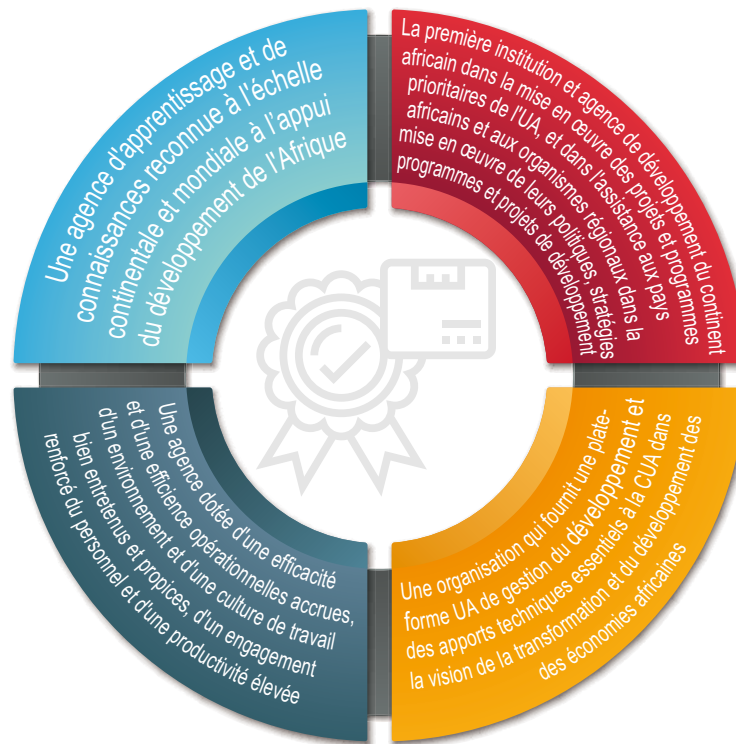 Une agence d'apprentissage et de
connaissances reconnue à l'échelle
continentale et mondiale à l'appui
du développement de l'Afrique
La première institution et agence de développement du continent
africain dans la mise en œuvre des projets et programmes
prioritaires de l'UA, et dans l'assistance aux pays
africains et aux organismes régionaux dans la
mise en œuvre de leurs politiques, stratégies
programmes et projets de développement
Une agence dotée d'une efficacité
et d'une efficience opérationnelles accrues,
d'un environnement et d'une culture de travail
bien entretenus et propices, d'un engagement
renforcé du personnel et d'une productivité élevée
Une organisation qui fournit une plate-
forme UA de gestion du développement et
des apports techniques essentiels à la CUA dans
la vision de la transformation et du développement des
des économies africaines